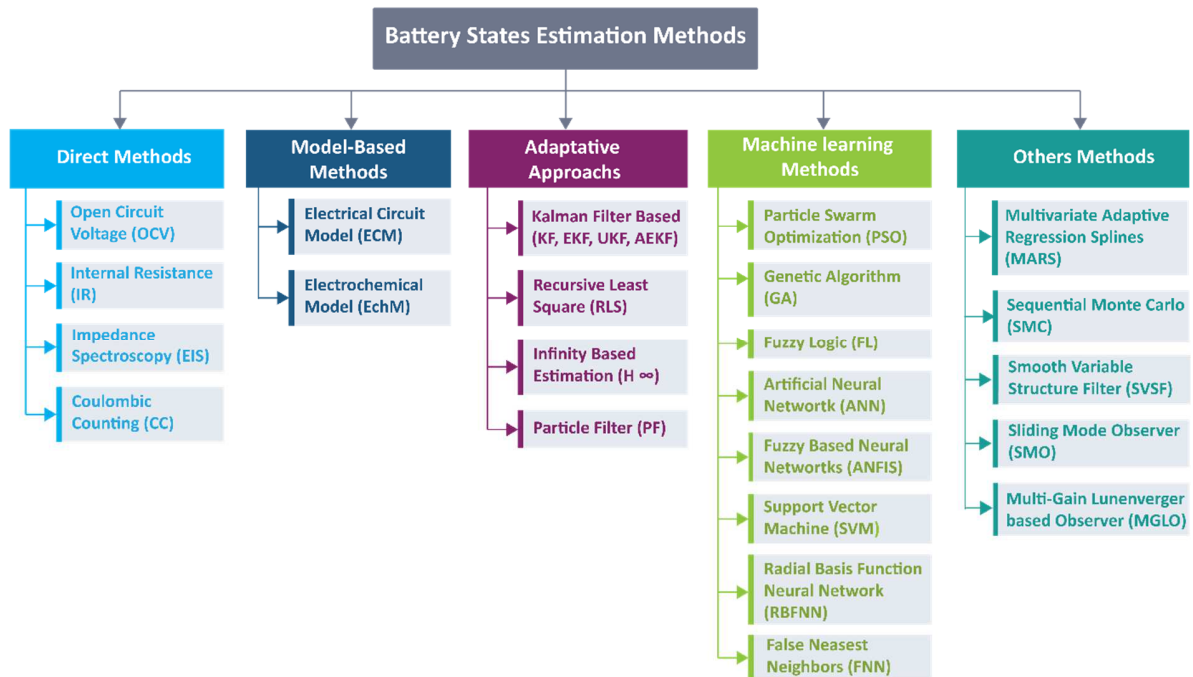 Battery States Estimation Methods
Direct Methods
Open Circuit
Voltage (OCV)
Internal Resistance
(IR)
Impedance
Spectroscopy (EIS)
Coulombic
Counting (CC)
Model-Based
Methods
Electrical Circuit
Model (ECM)
Electrochemical
Model (EchM)
Adaptative
Approachs
Kalman Filter Based
(KF, EKF, UKF, AEKF)
Recursive Least
Square (RLS)
Infinity Based
Estimation (H ∞)
Particle Filter (PF)
Machine learning
Methods
Particle Swarm
Optimization (PSO)
Genetic Algorithm
(GA)
Fuzzy Logic (FL)
Artificial Neural
Networtk (ANN)
Fuzzy Based Neural
Networtks (ANFIS)
Support Vector
Machine (SVM)
Radial Basis Function
Neural Network
(RBFNN)
False Neasest
Neighbors (FNN)
Others Methods
Multivariate Adaptive
Regression Splines
(MARS)
Sequential Monte Carlo
(SMC)
Smooth Variable
Structure Filter (SVSF)
Sliding Mode Observer
(SMO)
Multi-Gain Lunenverger
based Observer (MGLO)